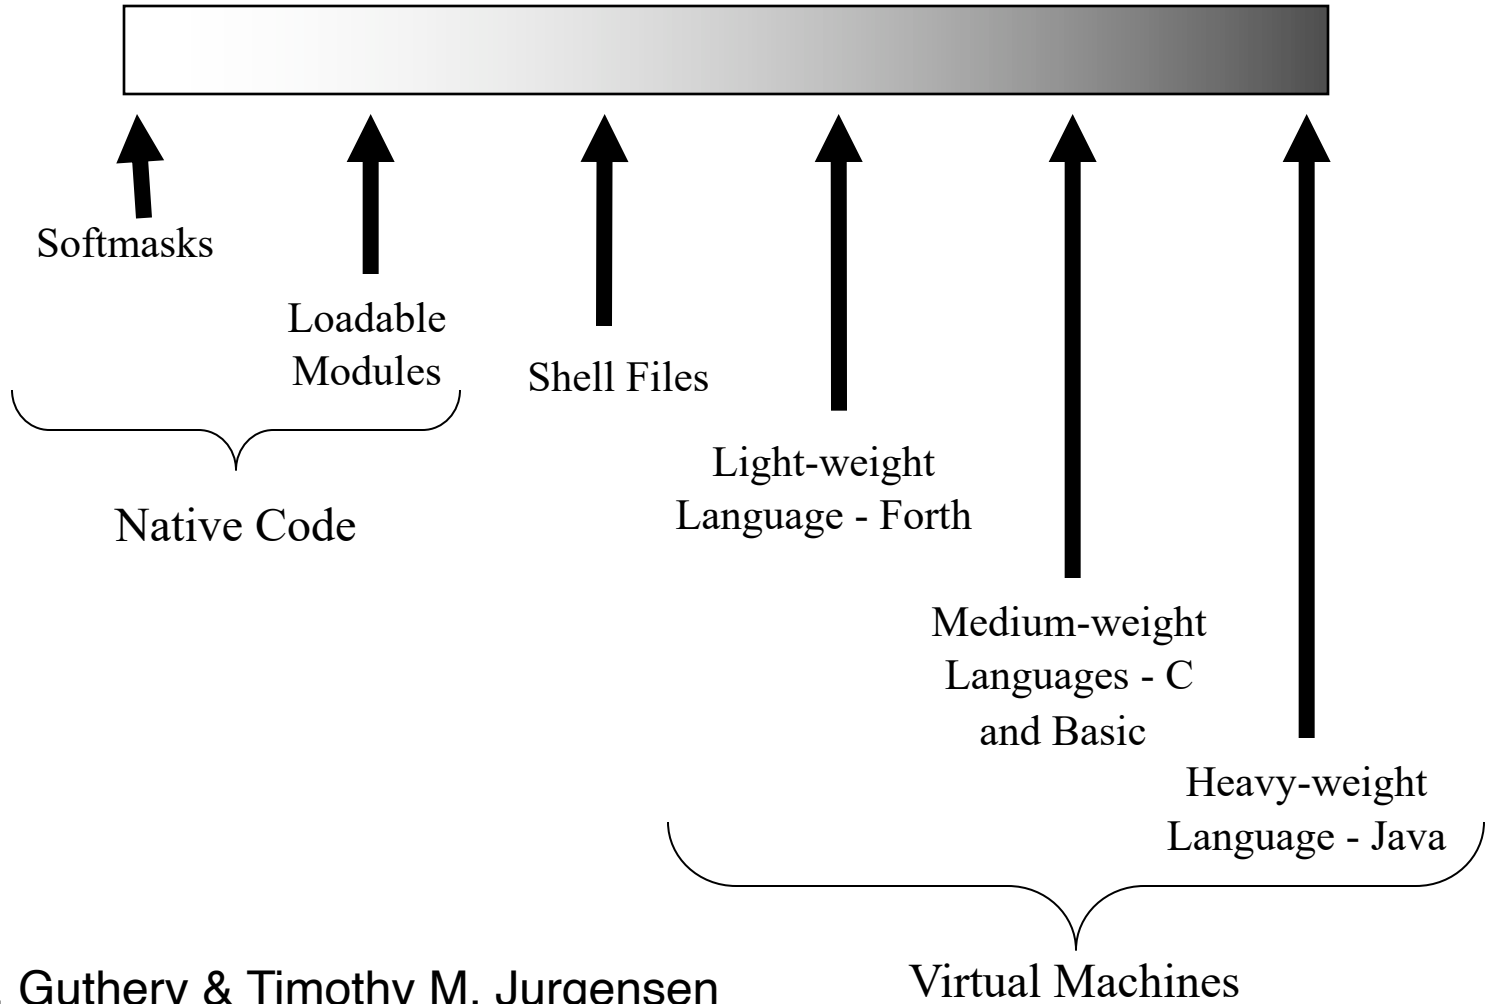 Softmasks
Loadable
Modules
Shell Files
Native Code
Light-weight
Language - Forth
Medium-weight
Languages - C
and Basic
Heavy-weight
Language - Java
Virtual Machines
. Guthery & Timothy M. Jurgensen